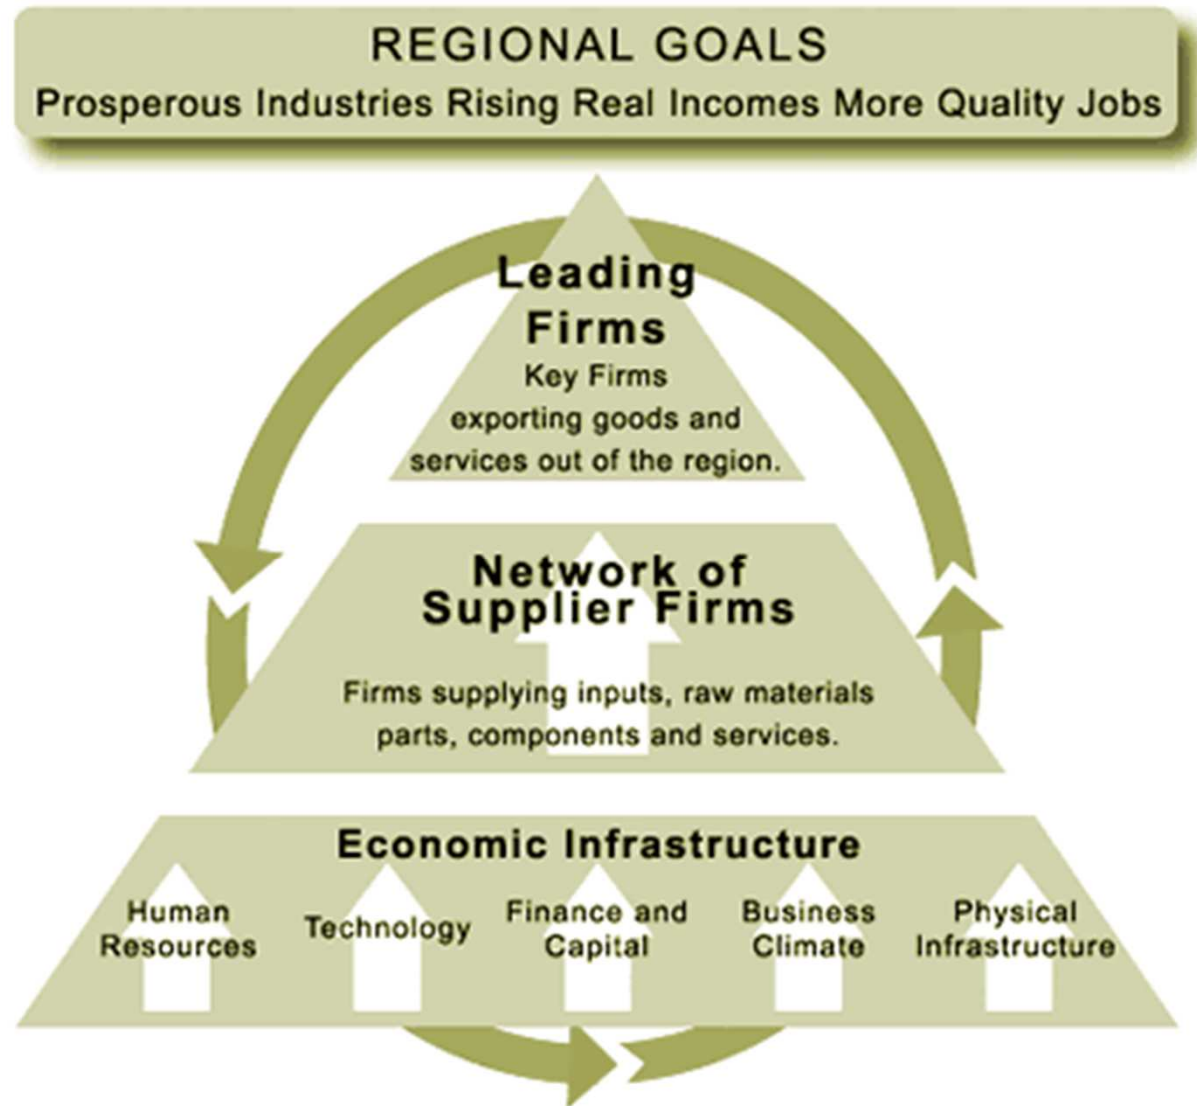 REGIONAL GOALS
Prosperous Industries Rising Real Incomes More Quality Jobs
Leading
Firms
Key Firms
exporting goods and
services out of the region.
Network of
Supplier Firms
Firms supplying inputs, raw materials
parts, components and services.
Economic Infrastructure
Human
Resources
Technology
Finance and
Capital
Business
Climate
Physical
Infrastructure